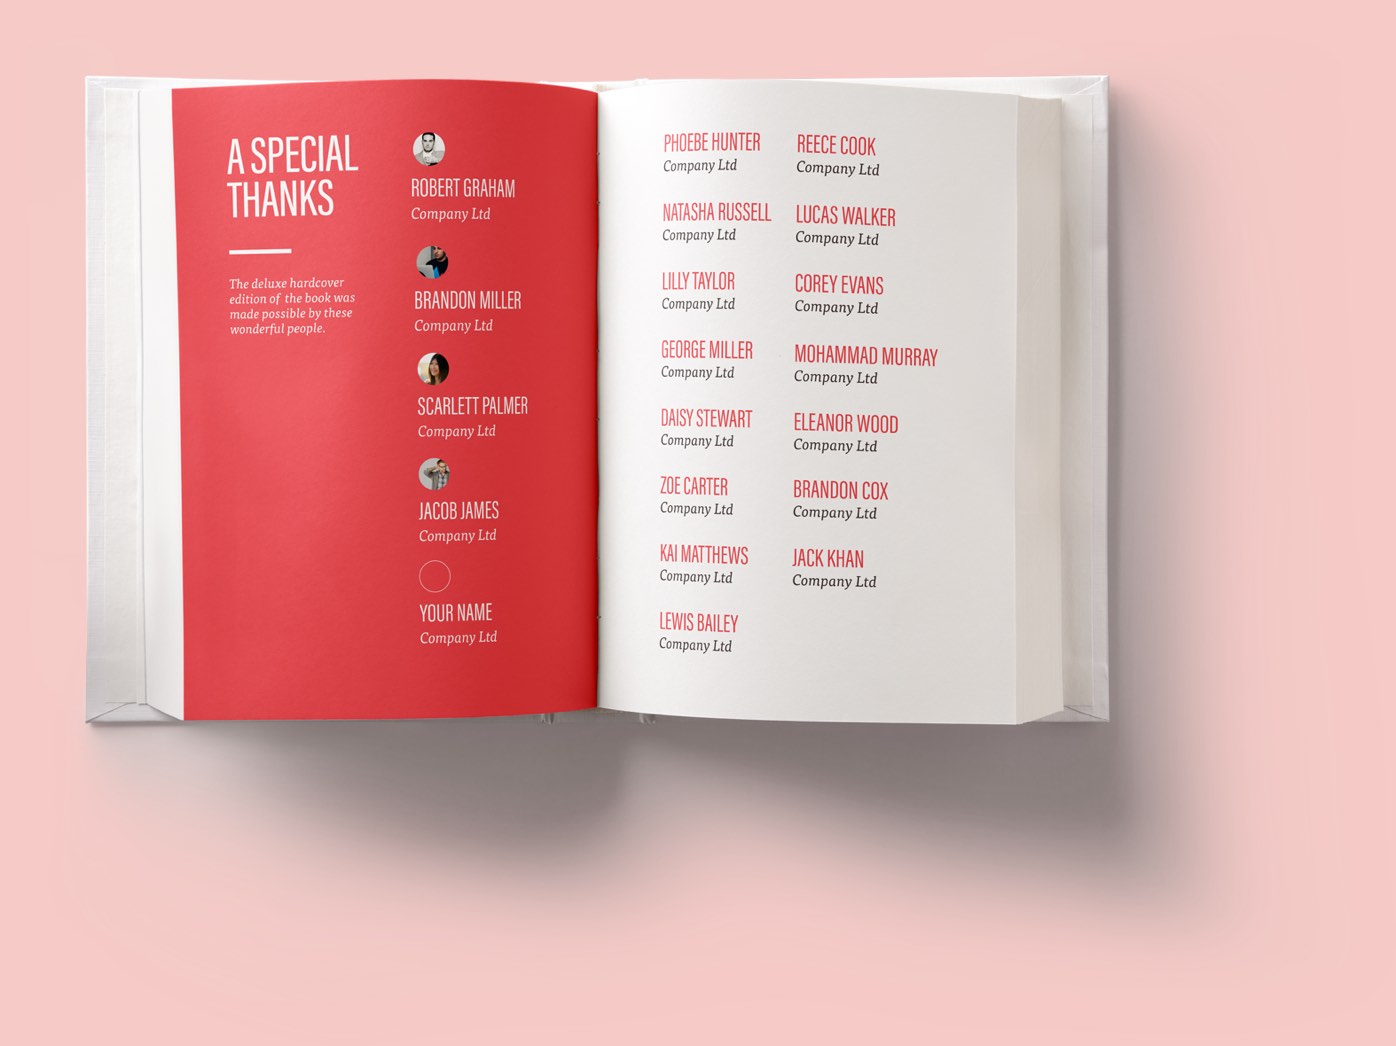 A SPECIAL
THANKS
The deluxe hardcover
edition of the book was
made possible by these
wonderful people.
ROBERT GRAHAM
Company Ltd
BRANDON MILLER
Company Ltd
SCARLETT PALMER
Company Ltd
JACOB JAMES
Company Ltd
YOUR NAME
Company Ltd
PHOEBE HUNTER
Company Ltd
NATASHA RUSSELL
Company Ltd
LILLY TAYLOR
Company Ltd
GEORGE MILLER
Company Ltd
DAISY STEWART
Company Ltd
ZOE CARTER
Company Ltd
KAI MATTHEWS
Company Ltd
LEWIS BAILEY
Company Ltd
REECE COOK
Company Ltd
LUCAS WALKER
Company Ltd
COREY EVANS
Company Ltd
MOHAMMAD MURRAY
Company Ltd
ELEANOR WOOD
Company Ltd
BRANDON COX
Company Ltd
JACK KHAN
Company Ltd